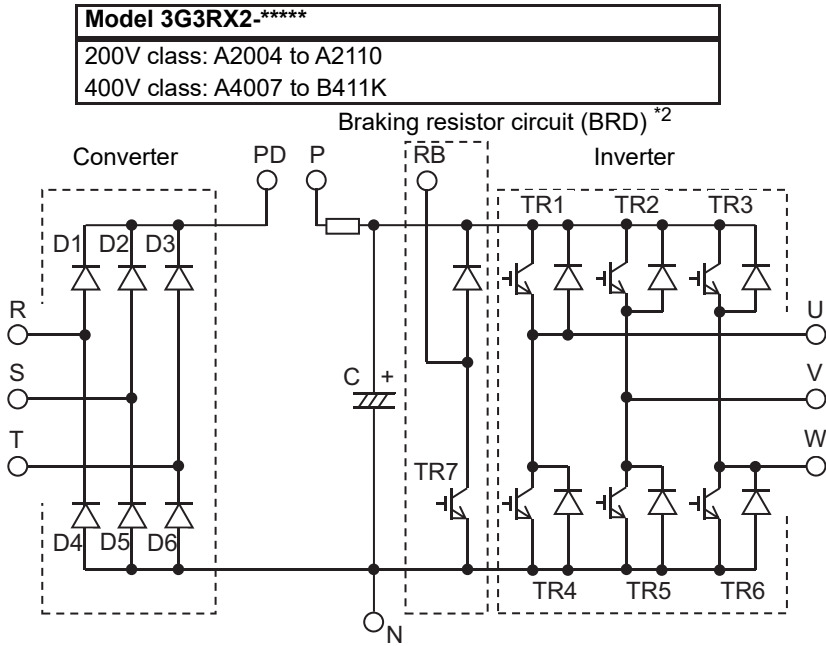 Model 3G3RX2-*****
200V class: A2004 to A2110
400V class: A4007 to B411K
Braking resistor circuit (BRD) *2
Converter
PD
P
RB
Inverter
TR1
TR2
TR3
D1
D2
D3
R
U
S
C
+
V
T
W
TR7
D4
D5
D6
TR4
TR5
TR6
N